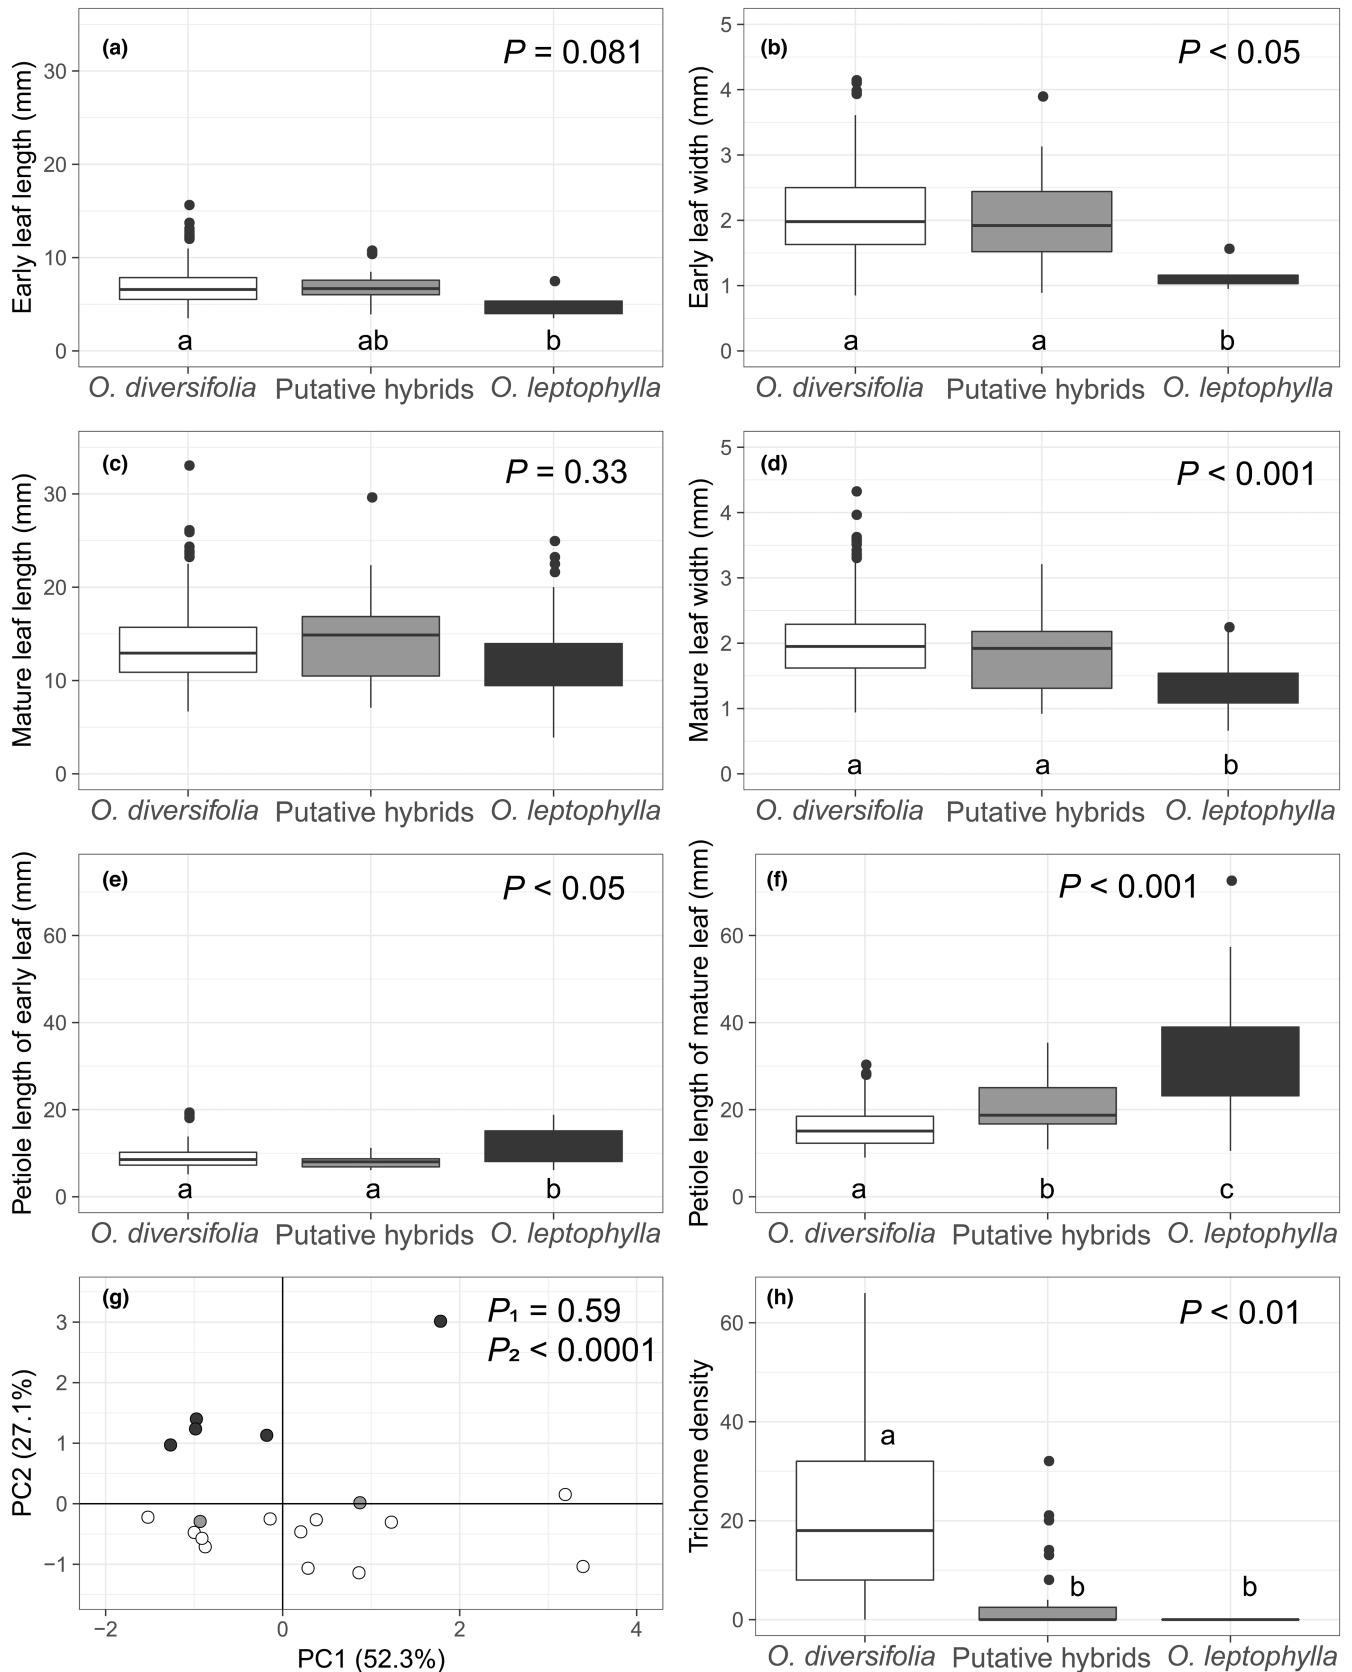 (a)
P = 0.081
Early leaf length (mm)
30
20
10
0
a
ab
b
O. diversifolia
Putative hybrids
O. leptophylla
(b)
P < 0.05
Early leaf width (mm)
5
4
3
2
1
0
a
a
b
O. diversifolia
Putative hybrids
O. leptophylla
(c)
P = 0.33
Mature leaf length (mm)
30
20
10
0
O. diversifolia
Putative hybrids
O. leptophylla
(d)
P < 0.001
Mature leaf width (mm)
5
4
3
2
1
0
a
a
b
O. diversifolia
Putative hybrids
O. leptophylla
(e)
P < 0.05
Petiole length of early leaf (mm)
60
40
20
0
a
a
b
O. diversifolia
Putative hybrids
O. leptophylla
(f)
P < 0.001
Petiole length of mature leaf (mm)
60
40
20
0
a
b
c
O. diversifolia
Putative hybrids
O. leptophylla
(g)
P₁ = 0.59
P₂ < 0.0001
PC2 (27.1%)
3
2
1
0
−1
−2
0
2
4
PC1 (52.3%)
(h)
P < 0.01
Trichome density
60
40
20
0
a
b
b
O. diversifolia
Putative hybrids
O. leptophylla